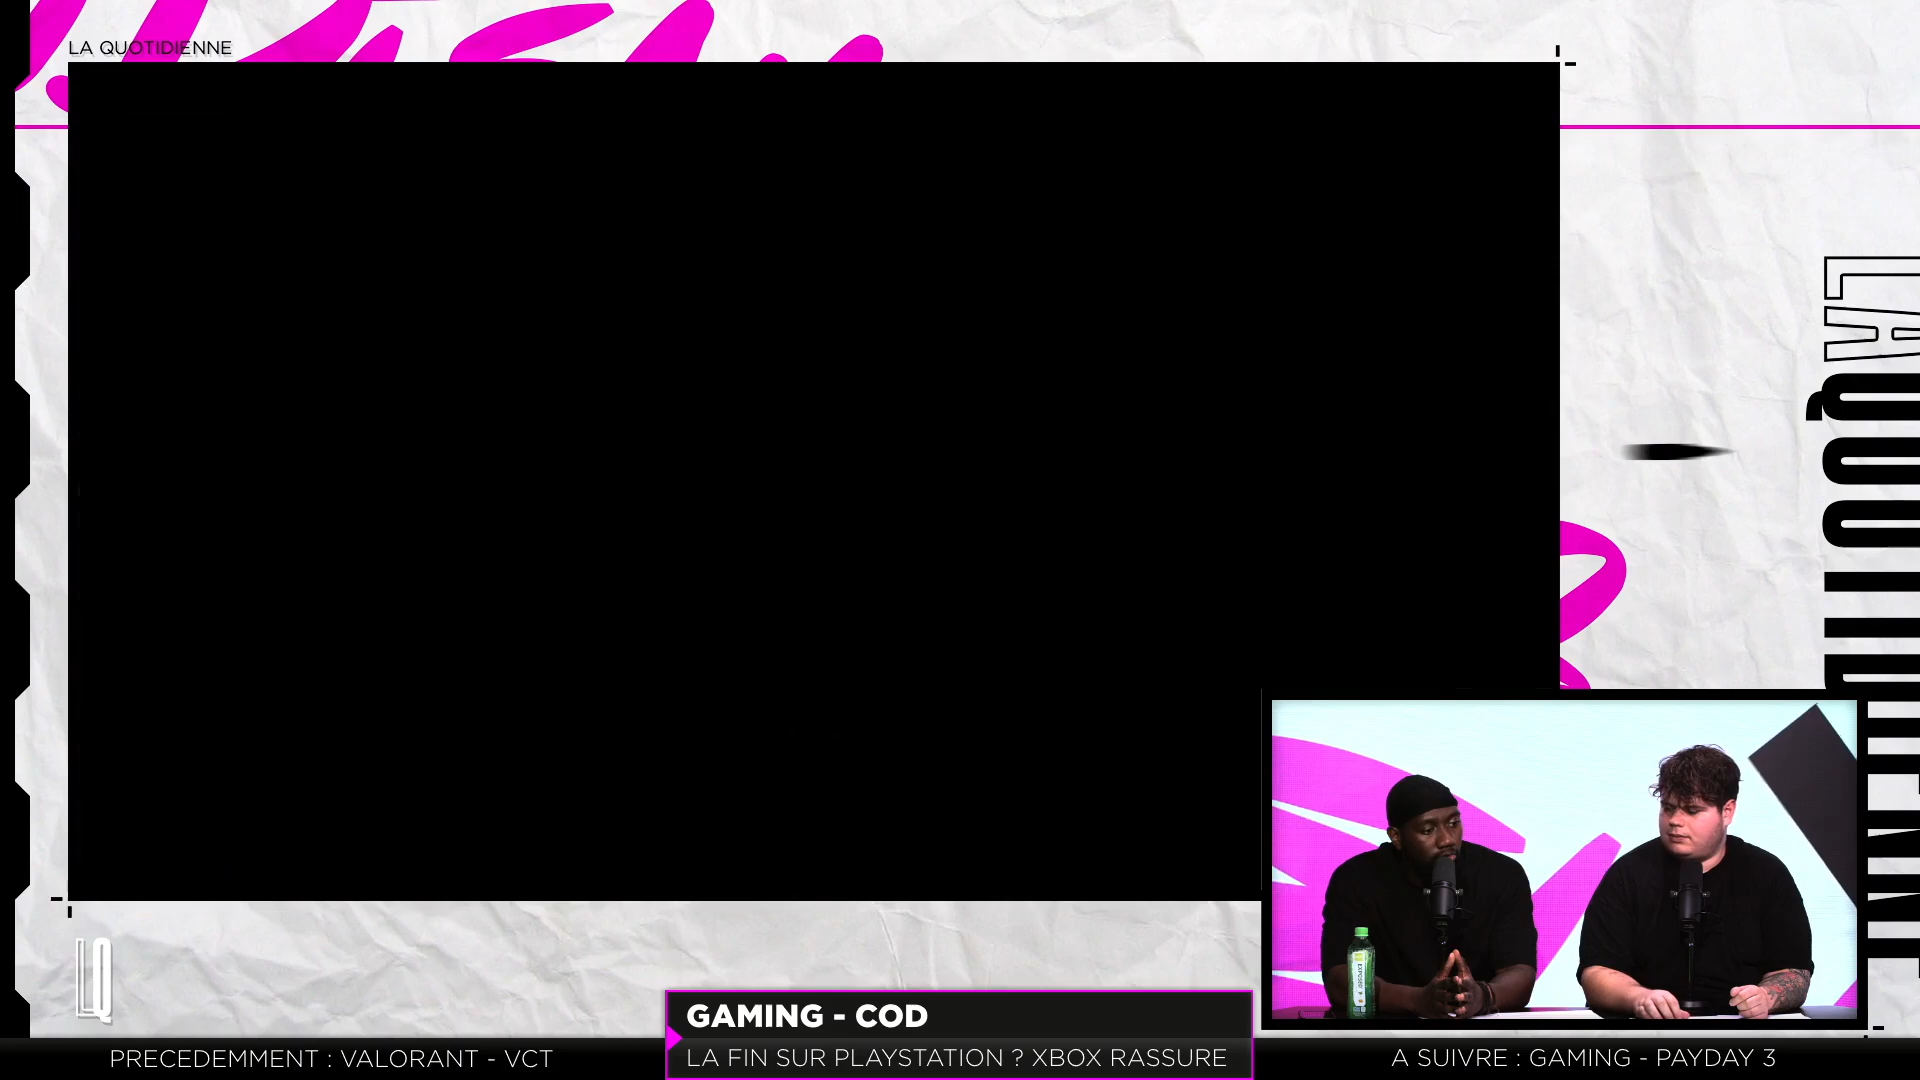 LA QUOTIDIENNE
LA QUOTIDIENNE
LQ
GAMING - COD
LA FIN SUR PLAYSTATION ? XBOX RASSURE
PRECEDEMMENT : VALORANT - VCT
A SUIVRE : GAMING - PAYDAY 3